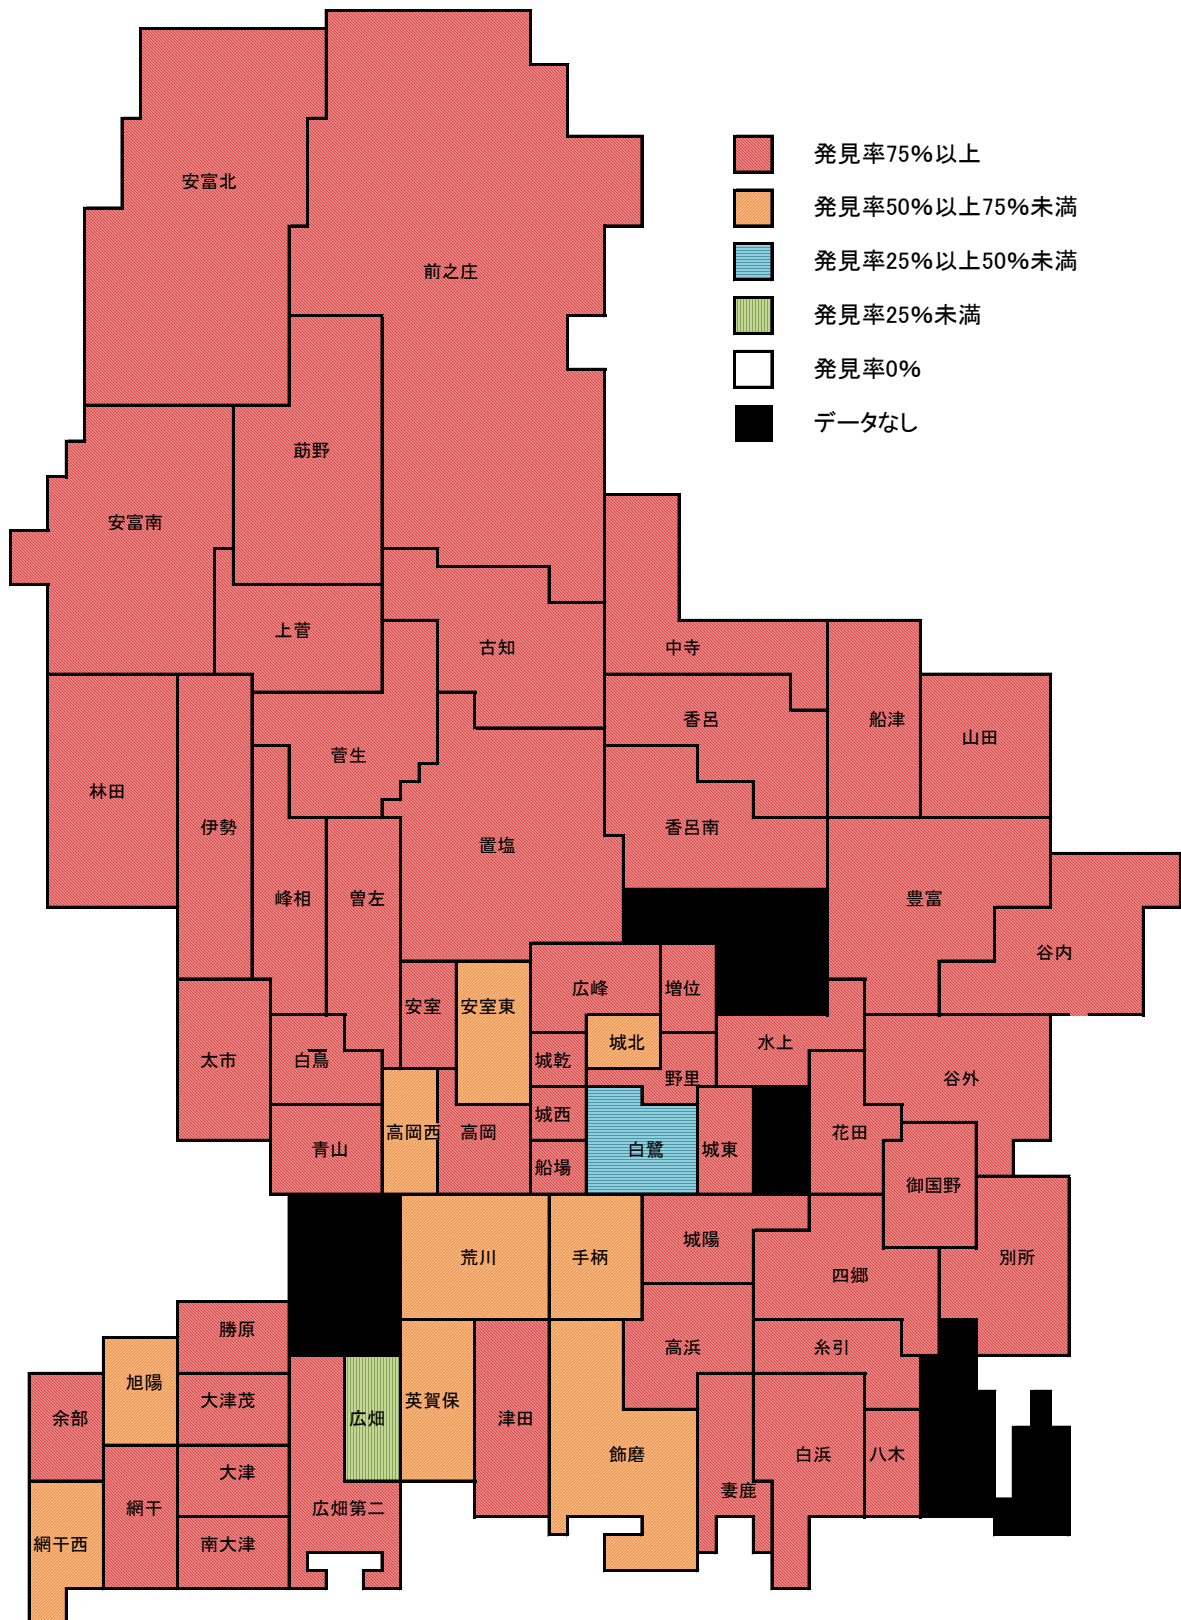 発見率75%以上
発見率50%以上75%未満
発見率25%以上50%未満
発見率25%未満
発見率0%
データなし
安富北
前之庄
莇野
安富南
上菅
古知
中寺
香呂
船津
山田
菅生
林田
伊勢
香呂南
置塩
峰相
曽左
豊富
谷内
広峰
増位
安室
安室東
城北
水上
太市
白鳥
城乾
野里
谷外
城西
高岡西
高岡
花田
青山
白鷺
城東
船場
御国野
城陽
荒川
手柄
別所
四郷
勝原
高浜
糸引
旭陽
大津茂
英賀保
余部
広畑
津田
飾磨
白浜
八木
大津
妻鹿
網干
広畑第二
網干西
南大津